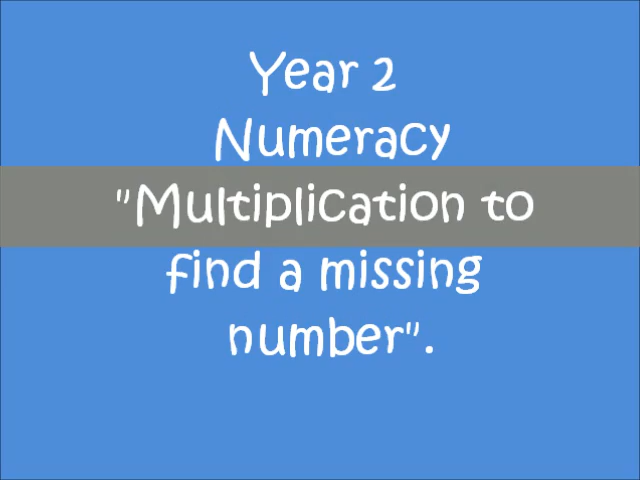 Year 2
Numeracy
"Multiplication to
find a missing
number".